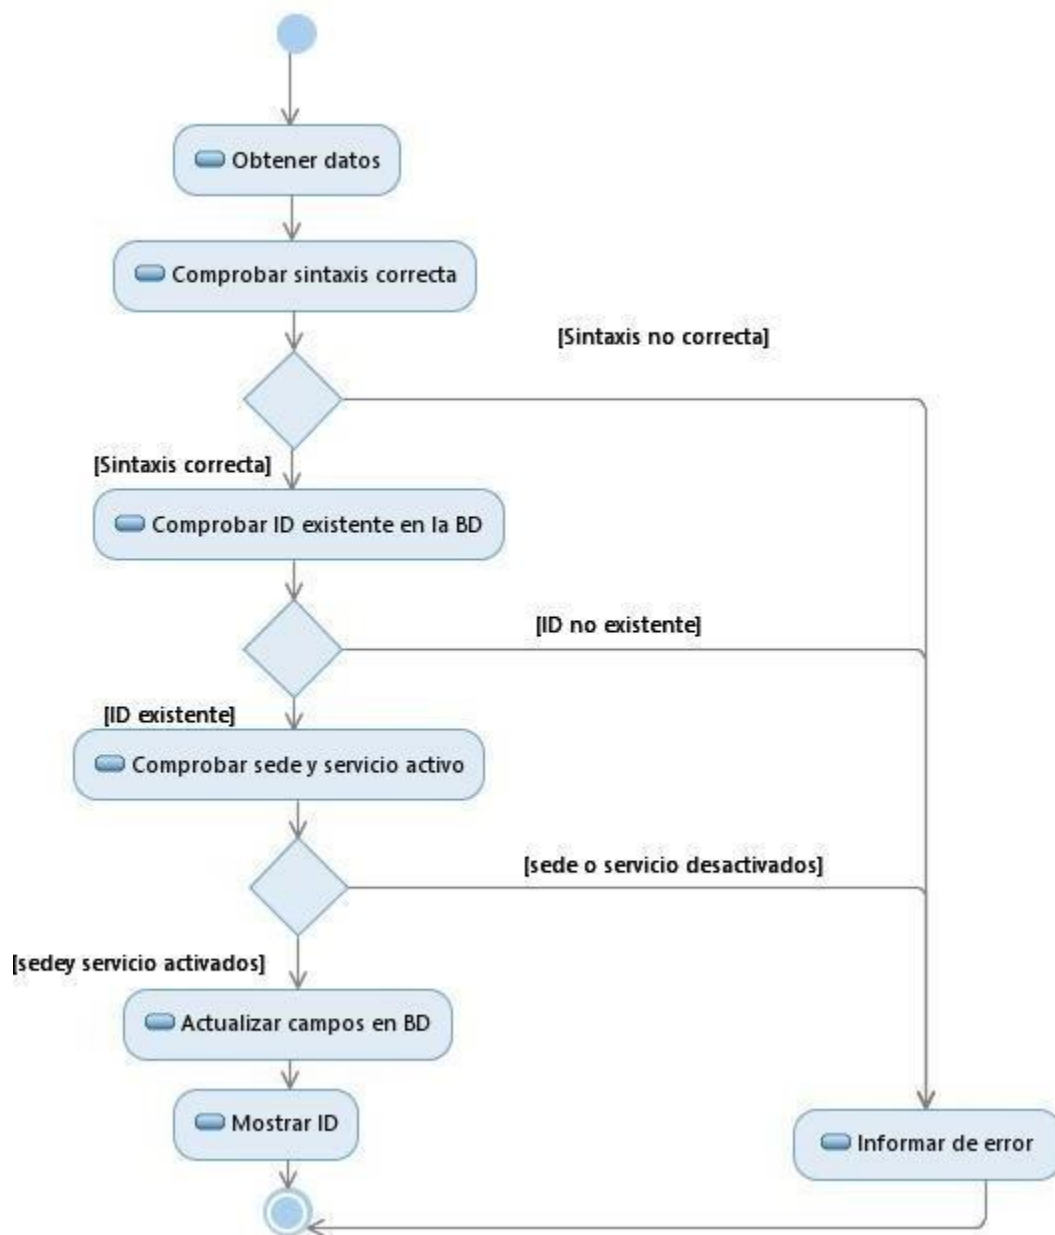 Obtener datos
Comprobar sintaxis correcta
[Sintaxis no correcta]
[Sintaxis correcta]
Comprobar ID existente en la BD
[ID no existente]
[ID existente]
Comprobar sede y servicio activo
[sede o servicio desactivados]
[sedey servicio activados]
Actualizar campos en BD
Mostrar ID
Informar de error